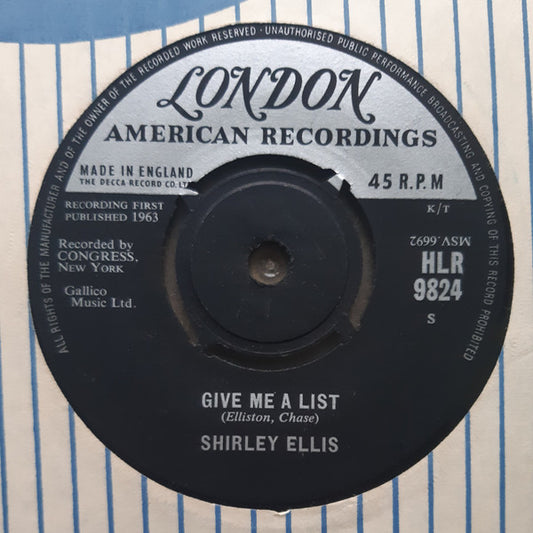 ALL RIGHTS OF THE MANUFACTURER AND OF THE OWNER OF THE RECORDED WORK RESERVED · UNAUTHORISED PUBLIC PERFORMANCE BROADCASTING AND COPYING OF THIS RECORD PROHIBITED
LONDON
AMERICAN RECORDINGS
MADE IN ENGLAND
THE DECCA RECORD CO. LTD
45 R.P.M
RECORDING FIRST
PUBLISHED 1963
K/T
Recorded by
CONGRESS,
New York
MSV.6692
HLR
9824
Gallico
Music Ltd.
S
GIVE ME A LIST
(Elliston, Chase)
SHIRLEY ELLIS